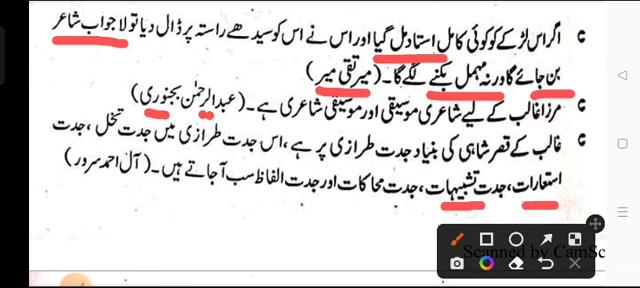 اگر اس لڑکے کو کوئی کامل استاد مل گیا اور اس نے اس کو سیدھے راستہ پر ڈال دیا تو لاجواب شاعر
بن جائے گا ورنہ مہمل بکنے لگے گا۔ (میر تقی میر)
مرزا غالب کے لیے شاعری موسیقی اور موسیقی شاعری ہے۔ (عبدالرحمٰن بجنوری)
غالب کے قصر شاہی کی بنیاد جدت طرازی پر ہے، اس جدت طرازی میں جدت تخیل، جدت
استعارات، جدت تشبیہات، جدت محاکات اور جدت الفاظ سب آجاتے ہیں۔ (آل احمد سرور)
Scanned by CamSc